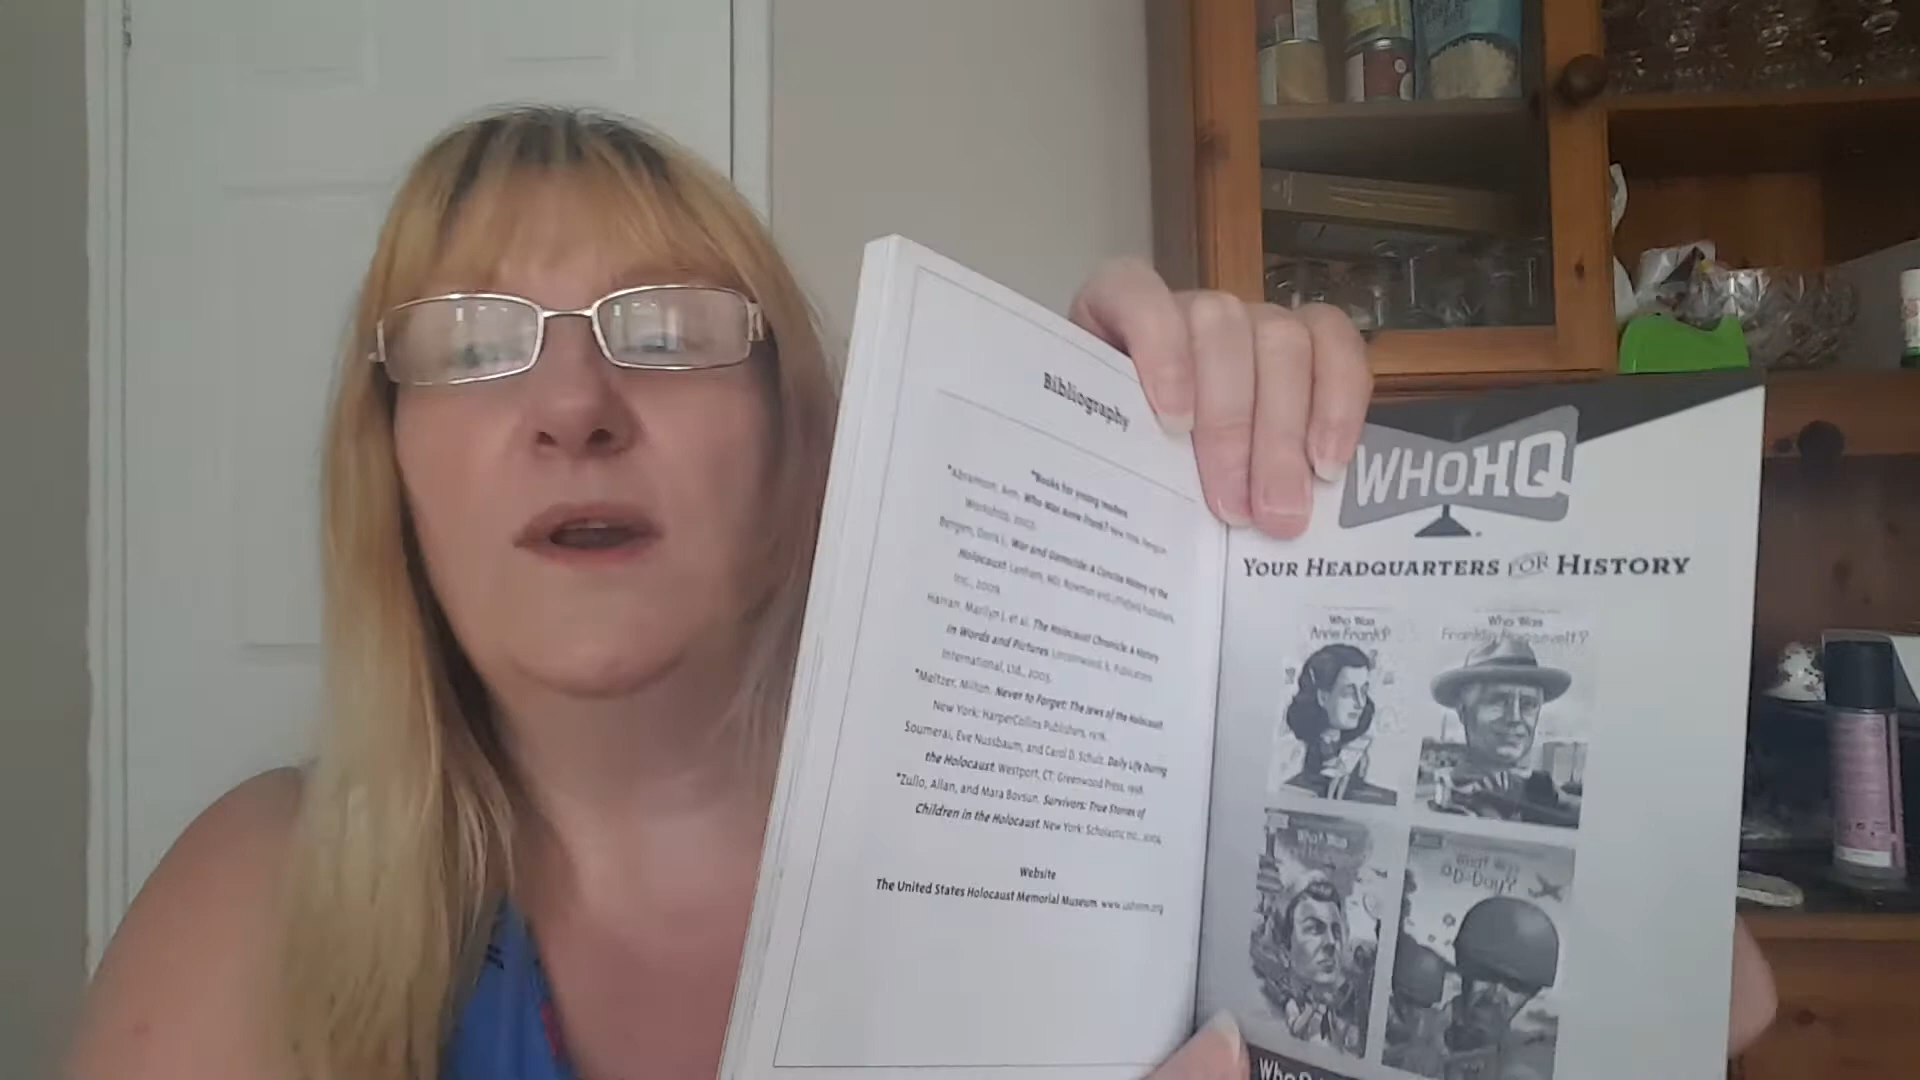 Bibliography
*Books for young readers
*Abramson, Ann. Who Was Anne Frank? New York: Penguin
Workshop, 2007.
Bergen, Doris L. War and Genocide: A Concise History of the
Holocaust. Lanham, MD: Rowman and Littlefield Publishers,
Inc., 2009.
Harran, Marilyn J. et al. The Holocaust Chronicle: A History
in Words and Pictures. Lincolnwood, IL: Publications
International, Ltd., 2003.
*Meltzer, Milton. Never to Forget: The Jews of the Holocaust.
New York: HarperCollins Publishers, 1976.
Soumerai, Eve Nussbaum, and Carol D. Schulz. Daily Life During
the Holocaust. Westport, CT: Greenwood Press, 1998.
*Zullo, Allan, and Mara Bovsun. Survivors: True Stories of
Children in the Holocaust. New York: Scholastic Inc., 2004.
Website
The United States Holocaust Memorial Museum. www.ushmm.org
WHOHQ
YOUR HEADQUARTERS FOR HISTORY
Who Was
Anne Frank?
Who Was
Franklin Roosevelt?
What Was
What Was
D-Day?
Who